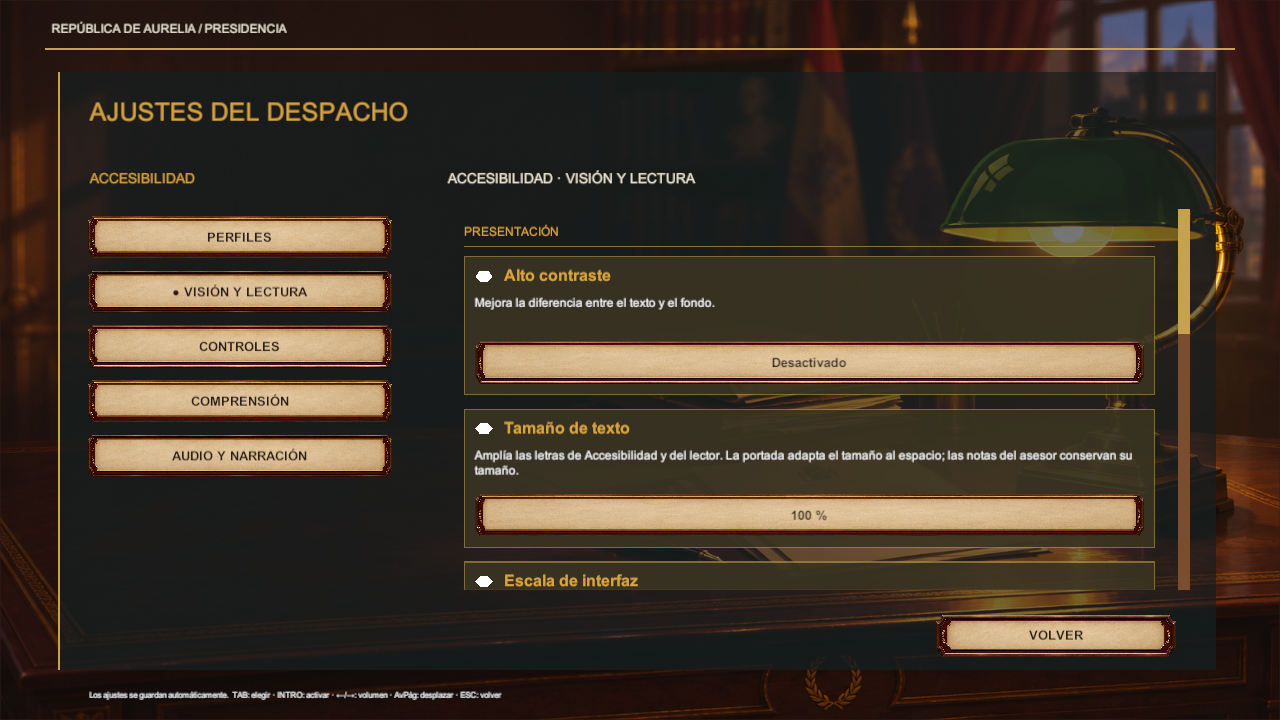 REPÚBLICA DE AURELIA / PRESIDENCIA
AJUSTES DEL DESPACHO
ACCESIBILIDAD
PERFILES
● VISIÓN Y LECTURA
CONTROLES
COMPRENSIÓN
AUDIO Y NARRACIÓN
ACCESIBILIDAD · VISIÓN Y LECTURA
PRESENTACIÓN
Alto contraste
Mejora la diferencia entre el texto y el fondo.
Desactivado
Tamaño de texto
Amplía las letras de Accesibilidad y del lector. La portada adapta el tamaño al espacio; las notas del asesor conservan su
tamaño.
100 %
Escala de interfaz
VOLVER
Los ajustes se guardan automáticamente. TAB: elegir · INTRO: activar · ←/→: volumen · AvPág: desplazar · ESC: volver